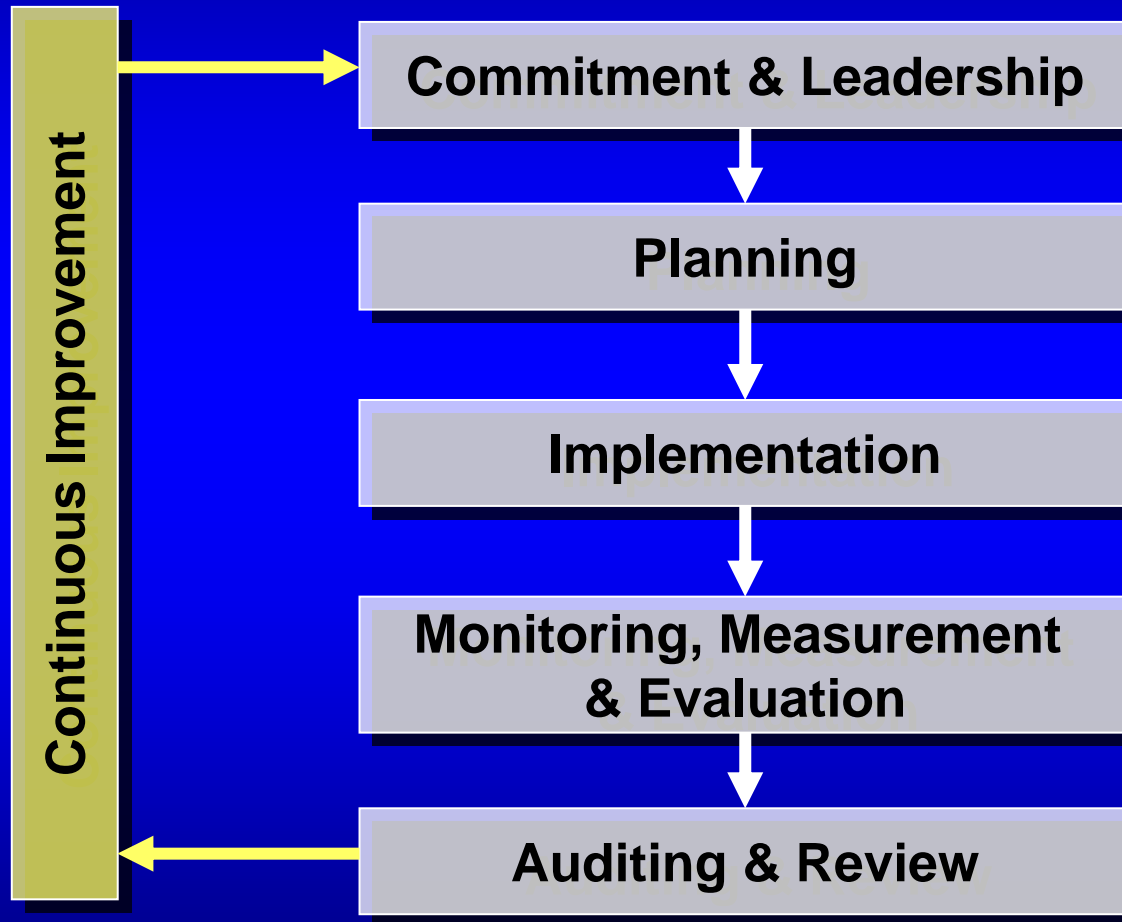 Continuous Improvement
Commitment & Leadership
Planning
Implementation
Monitoring, Measurement
& Evaluation
Auditing & Review